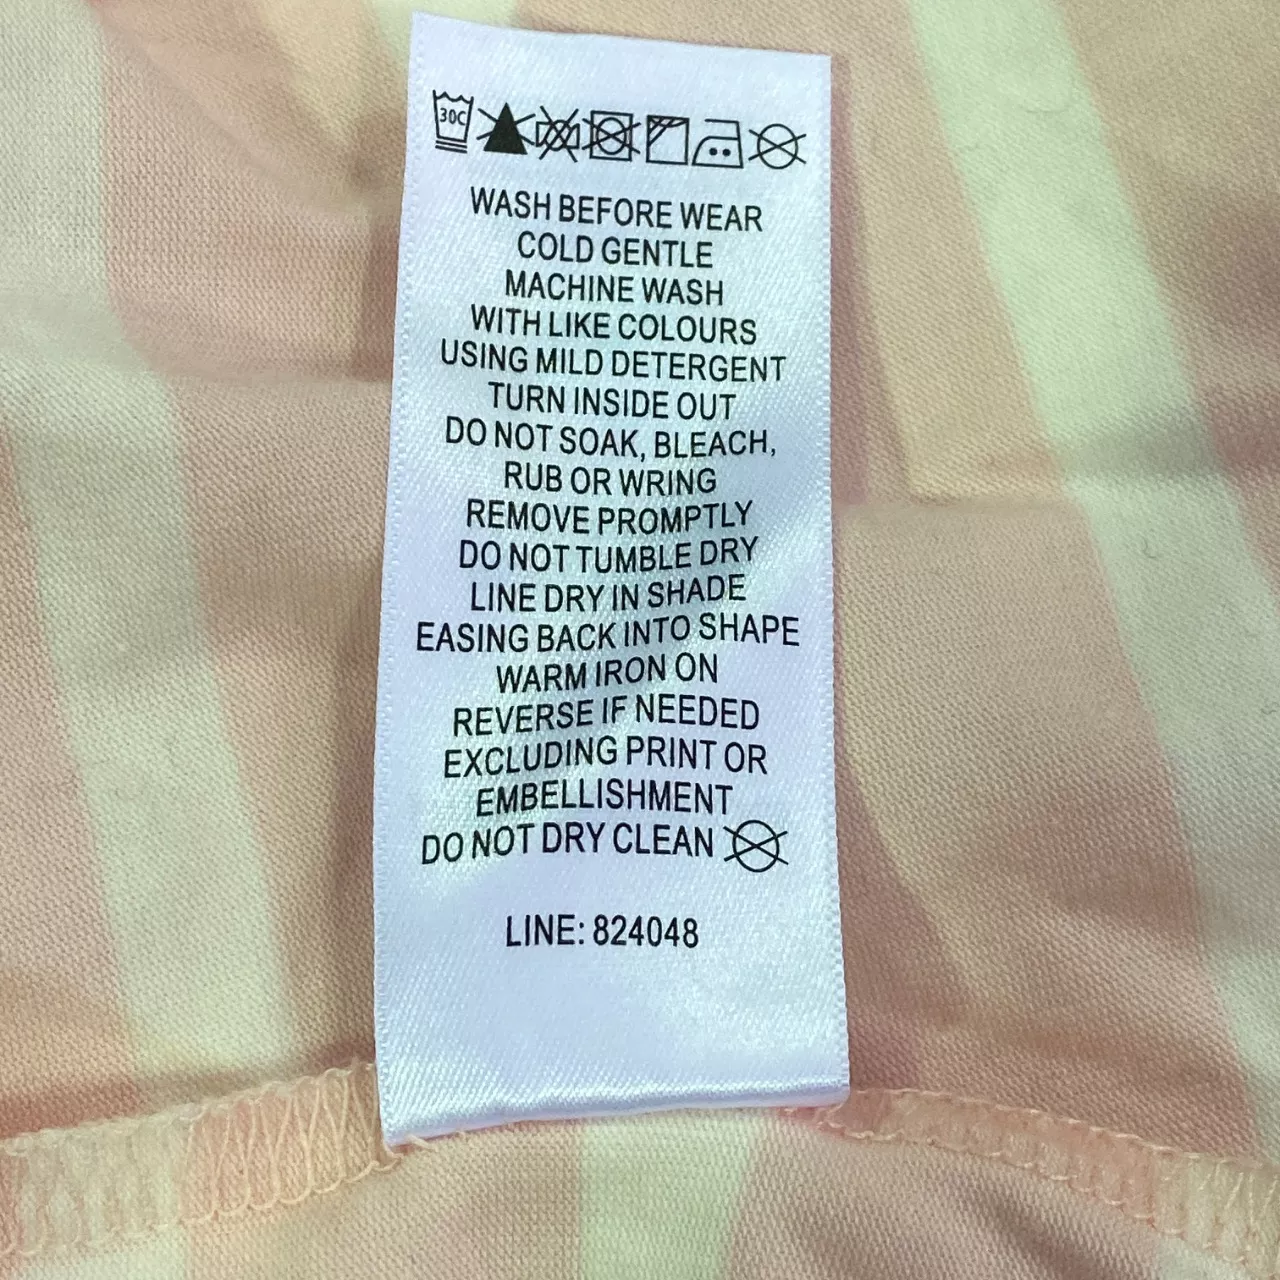 30C
WASH BEFORE WEAR
COLD GENTLE
MACHINE WASH
WITH LIKE COLOURS
USING MILD DETERGENT
TURN INSIDE OUT
DO NOT SOAK, BLEACH,
RUB OR WRING
REMOVE PROMPTLY
DO NOT TUMBLE DRY
LINE DRY IN SHADE
EASING BACK INTO SHAPE
WARM IRON ON
REVERSE IF NEEDED
EXCLUDING PRINT OR
EMBELLISHMENT
DO NOT DRY CLEAN
LINE: 824048